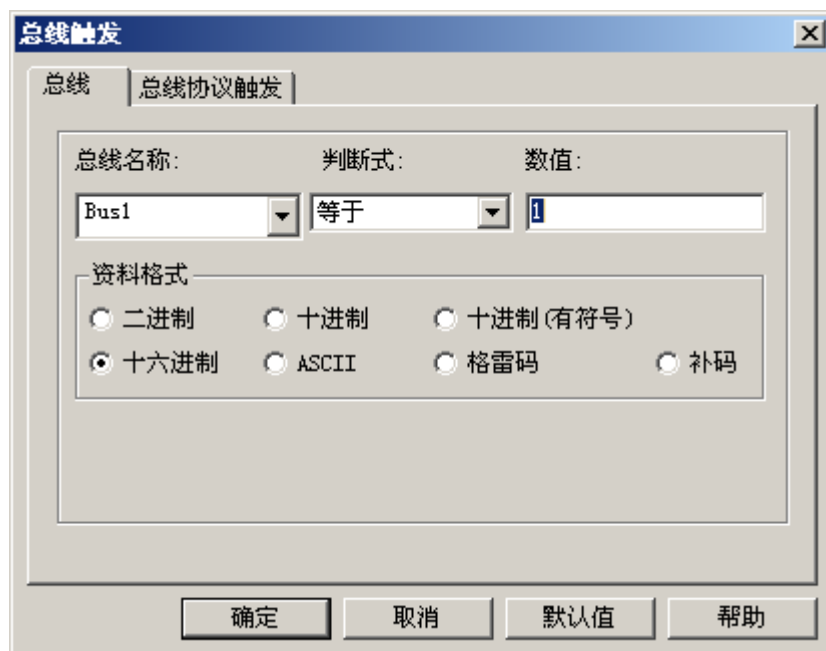 总线触发
总线 总线协议触发
总线名称: 判断式: 数值:
Bus1 等于 1
资料格式
二进制 十进制 十进制(有符号)
十六进制 ASCII 格雷码 补码
确定 取消 默认值 帮助